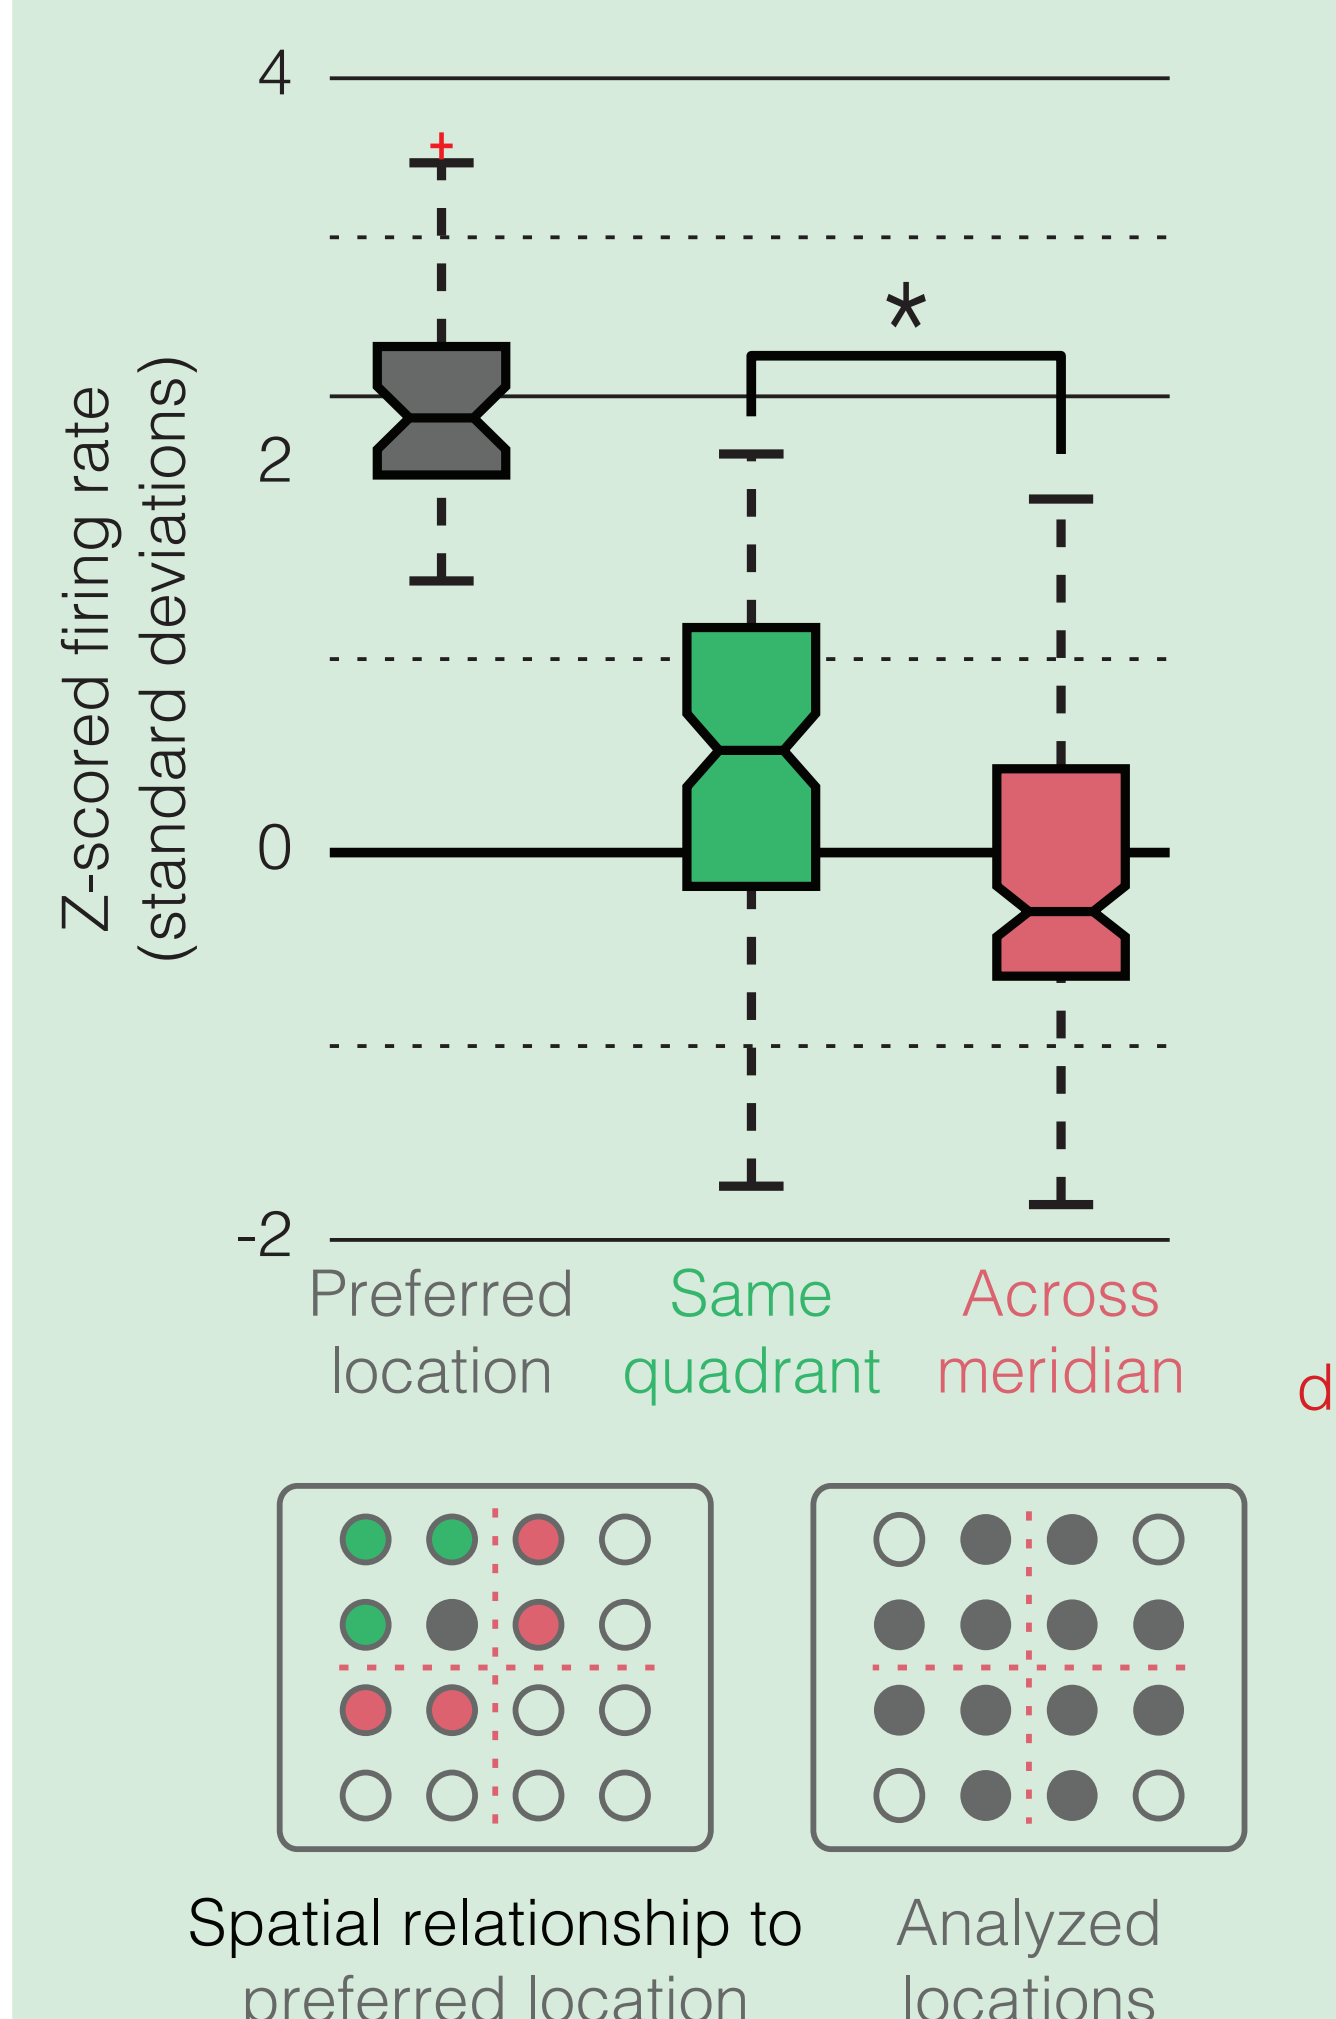 4
*
Z-scored firing rate
(standard deviations)
2
0
-2
Preferred
location
Same
quadrant
Across
meridian
d
Spatial relationship to
preferred location
Analyzed
locations